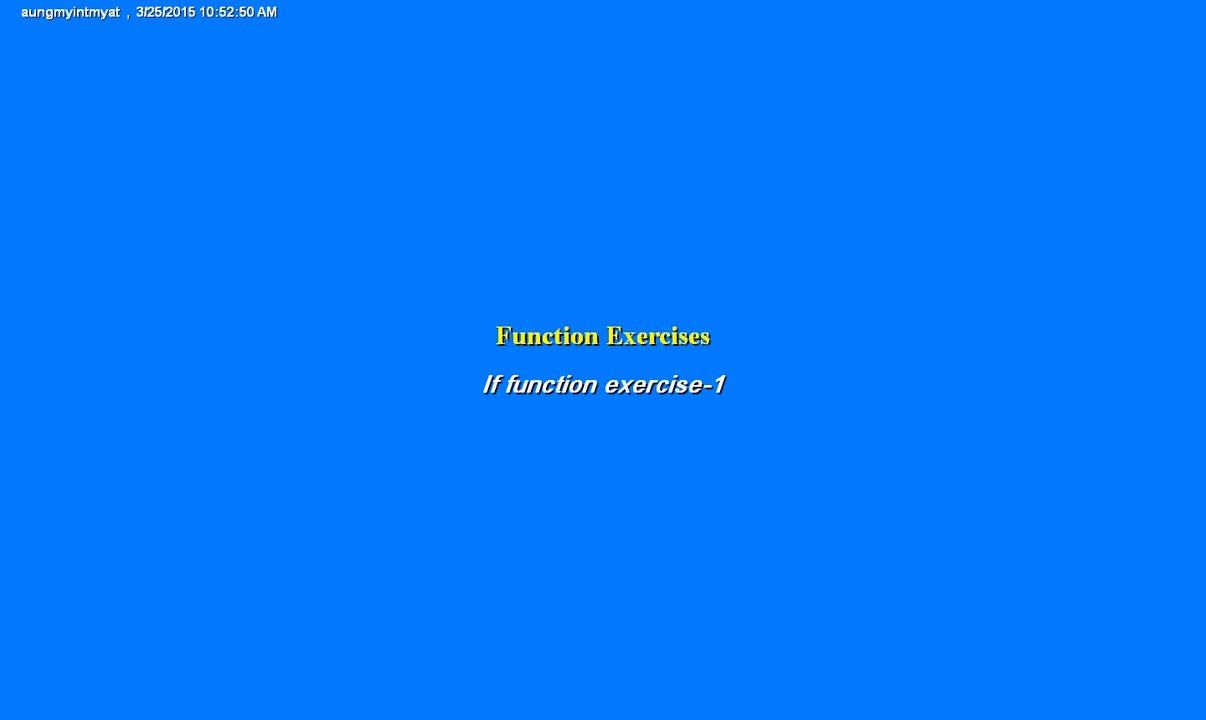 aungmyintmyat , 3/25/2015 10:52:50 AM
Function Exercises
If function exercise-1